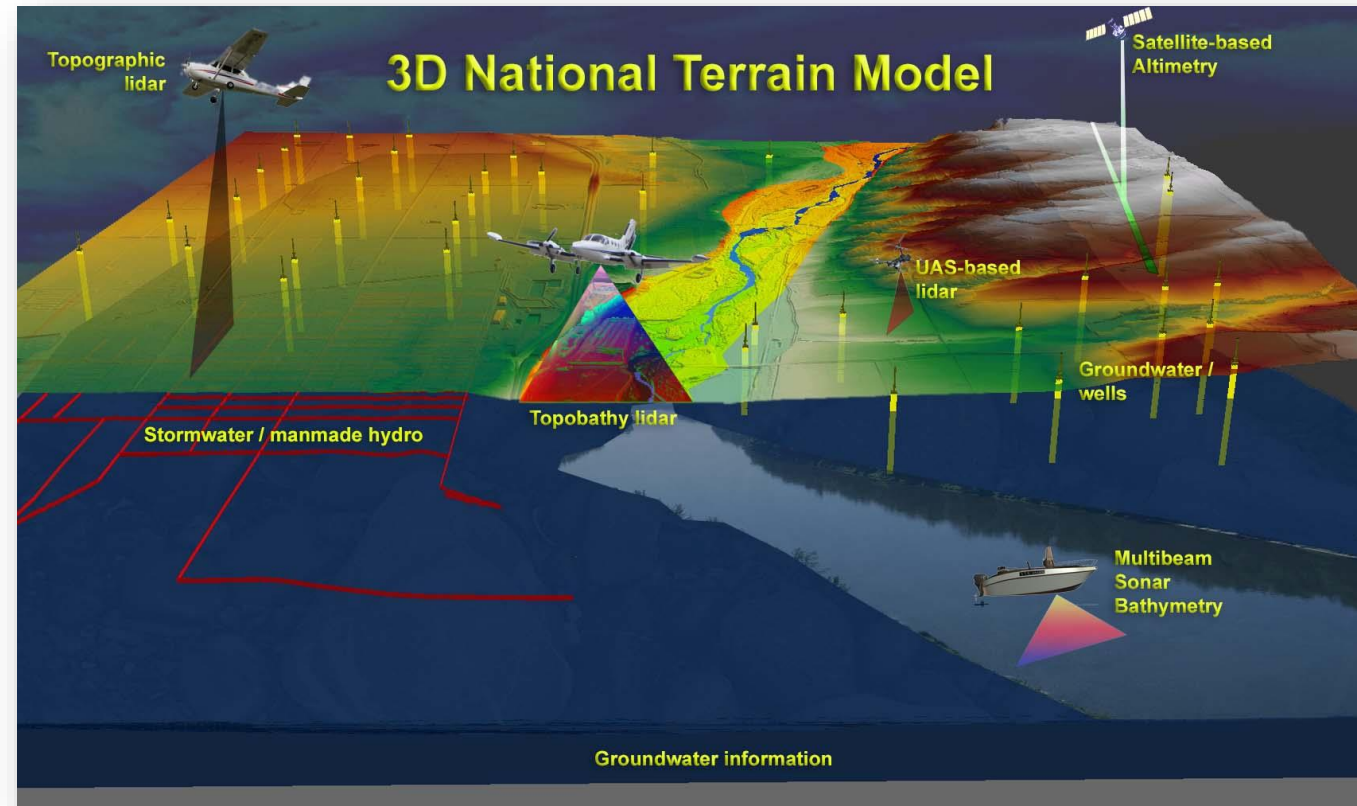 3D National Terrain Model
Topographic
lidar
Satellite-based
Altimetry
UAS-based
lidar
Groundwater /
wells
Topobathy lidar
Stormwater / manmade hydro
Multibeam
Sonar
Bathymetry
Groundwater information